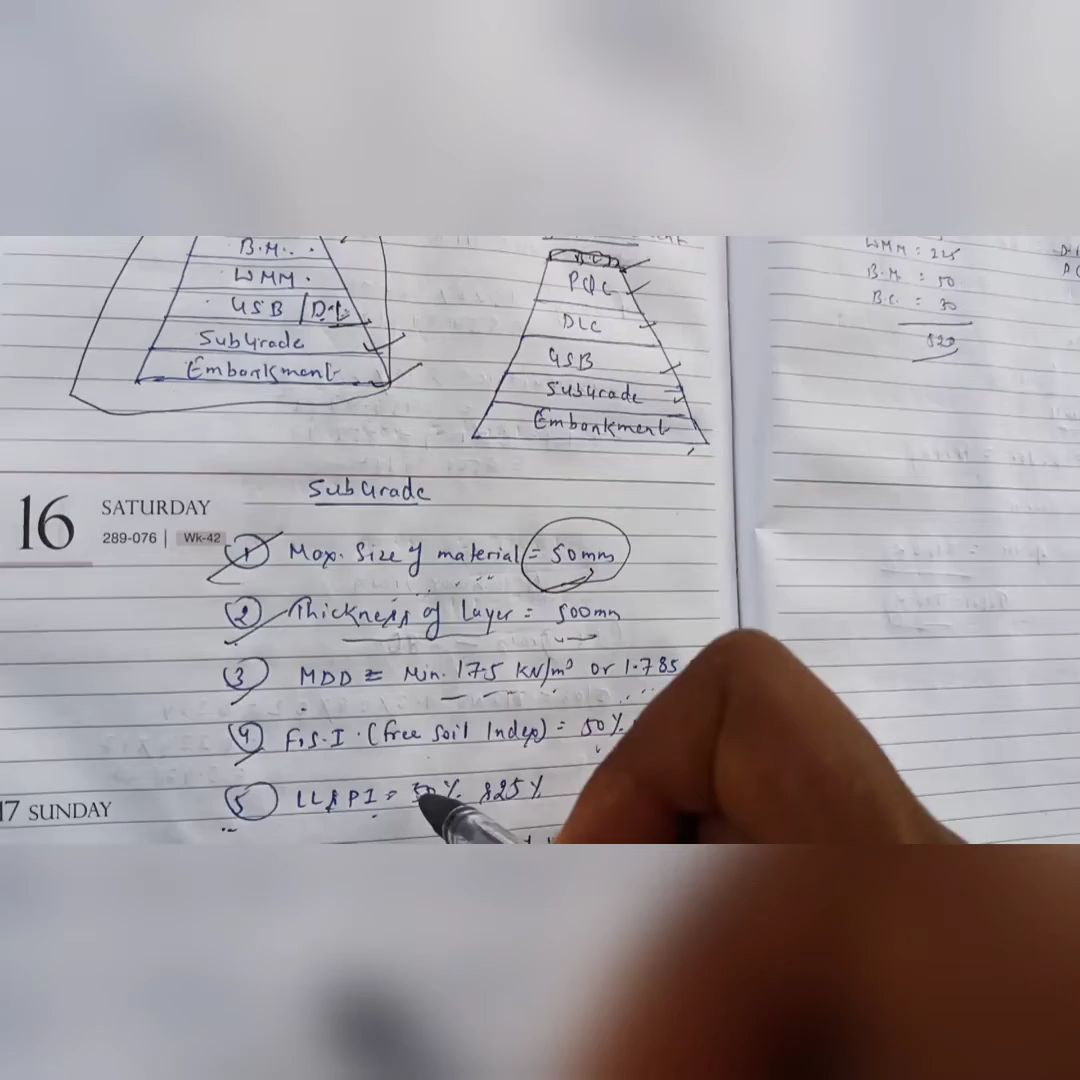 B.M.
WMM.
GSB /
SubGrade
Embankment
PQC
DLC
GSB
SubGrade
Embankment
WMM : 225
B.M. : 50
B.C. = 30
520
16 SATURDAY
289-076 | Wk-42
SubGrade
① Max. Size of material = 50mm
② Thickness of Layer = 500mm
③ MDD = Min. 17.5 KN/m³ or 1.785
④ F.S.I. (free Soil Index) = 50%
⑤ LL & PI = 50% & 25%
17 SUNDAY